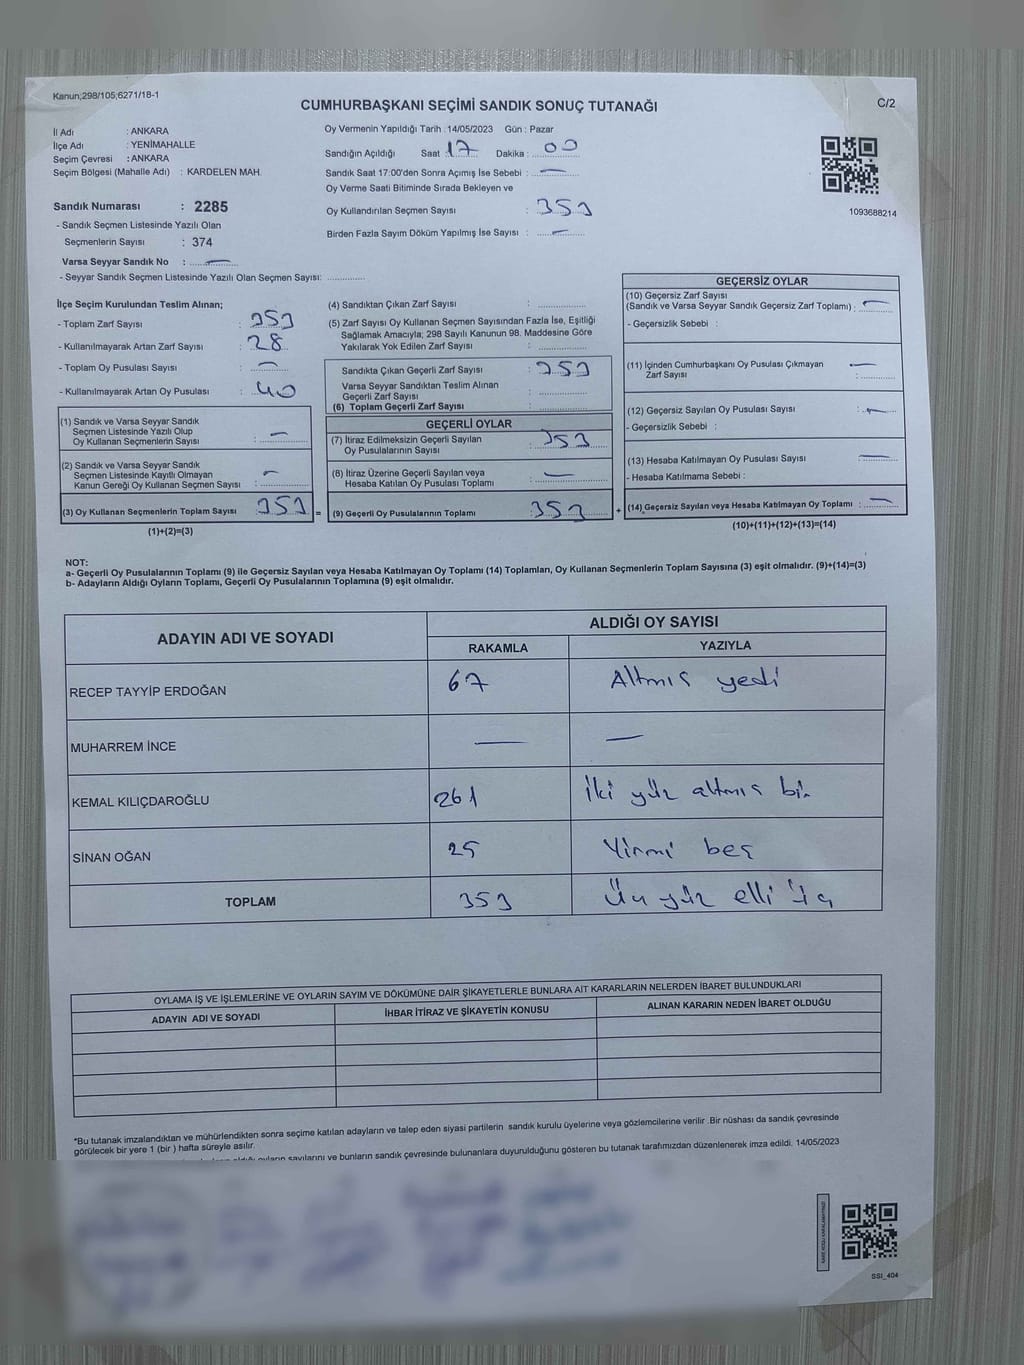 Kanun;298/105;6271/18-1
CUMHURBAŞKANI SEÇİMİ SANDIK SONUÇ TUTANAĞI
C/2
İl Adı : ANKARA
İlçe Adı : YENİMAHALLE
Seçim Çevresi : ANKARA
Seçim Bölgesi (Mahalle Adı) : KARDELEN MAH.
Sandık Numarası : 2285
- Sandık Seçmen Listesinde Yazılı Olan
Seçmenlerin Sayısı : 374
Varsa Seyyar Sandık No : —
- Seyyar Sandık Seçmen Listesinde Yazılı Olan Seçmen Sayısı: ..............
Oy Vermenin Yapıldığı Tarih : 14/05/2023 Gün : Pazar
Sandığın Açıldığı Saat : 17 Dakika : 00
Sandık Saat 17:00'den Sonra Açımış İse Sebebi : —
Oy Verme Saati Bitiminde Sırada Bekleyen ve
Oy Kullandırılan Seçmen Sayısı : 353
Birden Fazla Sayım Döküm Yapılmış İse Sayısı : —
1093688214
İlçe Seçim Kurulundan Teslim Alınan;
- Toplam Zarf Sayısı : 353
- Kullanılmayarak Artan Zarf Sayısı : 28
- Toplam Oy Pusulası Sayısı : —
- Kullanılmayarak Artan Oy Pusulası : 40
(1) Sandık ve Varsa Seyyar Sandık
Seçmen Listesinde Yazılı Olup
Oy Kullanan Seçmenlerin Sayısı : —
(2) Sandık ve Varsa Seyyar Sandık
Seçmen Listesinde Kayıtlı Olmayan
Kanun Gereği Oy Kullanan Seçmen Sayısı : —
(3) Oy Kullanan Seçmenlerin Toplam Sayısı : 353 =
(1)+(2)=(3)
(4) Sandıktan Çıkan Zarf Sayısı : ..............
(5) Zarf Sayısı Oy Kullanan Seçmen Sayısından Fazla İse, Eşitliği
Sağlamak Amacıyla; 298 Sayılı Kanunun 98. Maddesine Göre
Yakılarak Yok Edilen Zarf Sayısı : ..............
Sandıkta Çıkan Geçerli Zarf Sayısı : 353
Varsa Seyyar Sandıktan Teslim Alınan
Geçerli Zarf Sayısı : ..............
(6) Toplam Geçerli Zarf Sayısı : ..............
GEÇERLİ OYLAR
(7) İtiraz Edilmeksizin Geçerli Sayılan
Oy Pusulalarının Sayısı : 353
(8) İtiraz Üzerine Geçerli Sayılan veya
Hesaba Katılan Oy Pusulası Toplamı : —
(9) Geçerli Oy Pusulalarının Toplamı : 353 +
GEÇERSİZ OYLAR
(10) Geçersiz Zarf Sayısı
(Sandık ve Varsa Seyyar Sandık Geçersiz Zarf Toplamı) : —
- Geçersizlik Sebebi :
(11) İçinden Cumhurbaşkanı Oy Pusulası Çıkmayan
Zarf Sayısı : —
(12) Geçersiz Sayılan Oy Pusulası Sayısı : —
- Geçersizlik Sebebi :
(13) Hesaba Katılmayan Oy Pusulası Sayısı : —
- Hesaba Katılmama Sebebi :
(14) Geçersiz Sayılan veya Hesaba Katılmayan Oy Toplamı : —
(10)+(11)+(12)+(13)=(14)
NOT:
a- Geçerli Oy Pusulalarının Toplamı (9) ile Geçersiz Sayılan veya Hesaba Katılmayan Oy Toplamı (14) Toplamları, Oy Kullanan Seçmenlerin Toplam Sayısına (3) eşit olmalıdır. (9)+(14)=(3)
b- Adayların Aldığı Oyların Toplamı, Geçerli Oy Pusulalarının Toplamına (9) eşit olmalıdır.
ADAYIN ADI VE SOYADI ALDIĞI OY SAYISI
RAKAMLA YAZIYLA
RECEP TAYYİP ERDOĞAN 67 Altmış yedi
MUHARREM İNCE — —
KEMAL KILIÇDAROĞLU 261 İki yüz altmış bir
SİNAN OĞAN 25 Yirmi beş
TOPLAM 353 Üç yüz elli üç
OYLAMA İŞ VE İŞLEMLERİNE VE OYLARIN SAYIM VE DÖKÜMÜNE DAİR ŞİKAYETLERLE BUNLARA AİT KARARLARIN NELERDEN İBARET BULUNDUKLARI
ADAYIN ADI VE SOYADI İHBAR İTİRAZ VE ŞİKAYETİN KONUSU ALINAN KARARIN NEDEN İBARET OLDUĞU
*Bu tutanak imzalandıktan ve mühürlendikten sonra seçime katılan adayların ve talep eden siyasi partilerin sandık kurulu üyelerine veya gözlemcilerine verilir .Bir nüshası da sandık çevresinde
görülecek bir yere 1 (bir ) hafta süreyle asılır.
oyların sayılarını ve bunların sandık çevresinde bulunanlara duyurulduğunu gösteren bu tutanak tarafımızdan düzenlenerek imza edildi. 14/05/2023
SSI_404